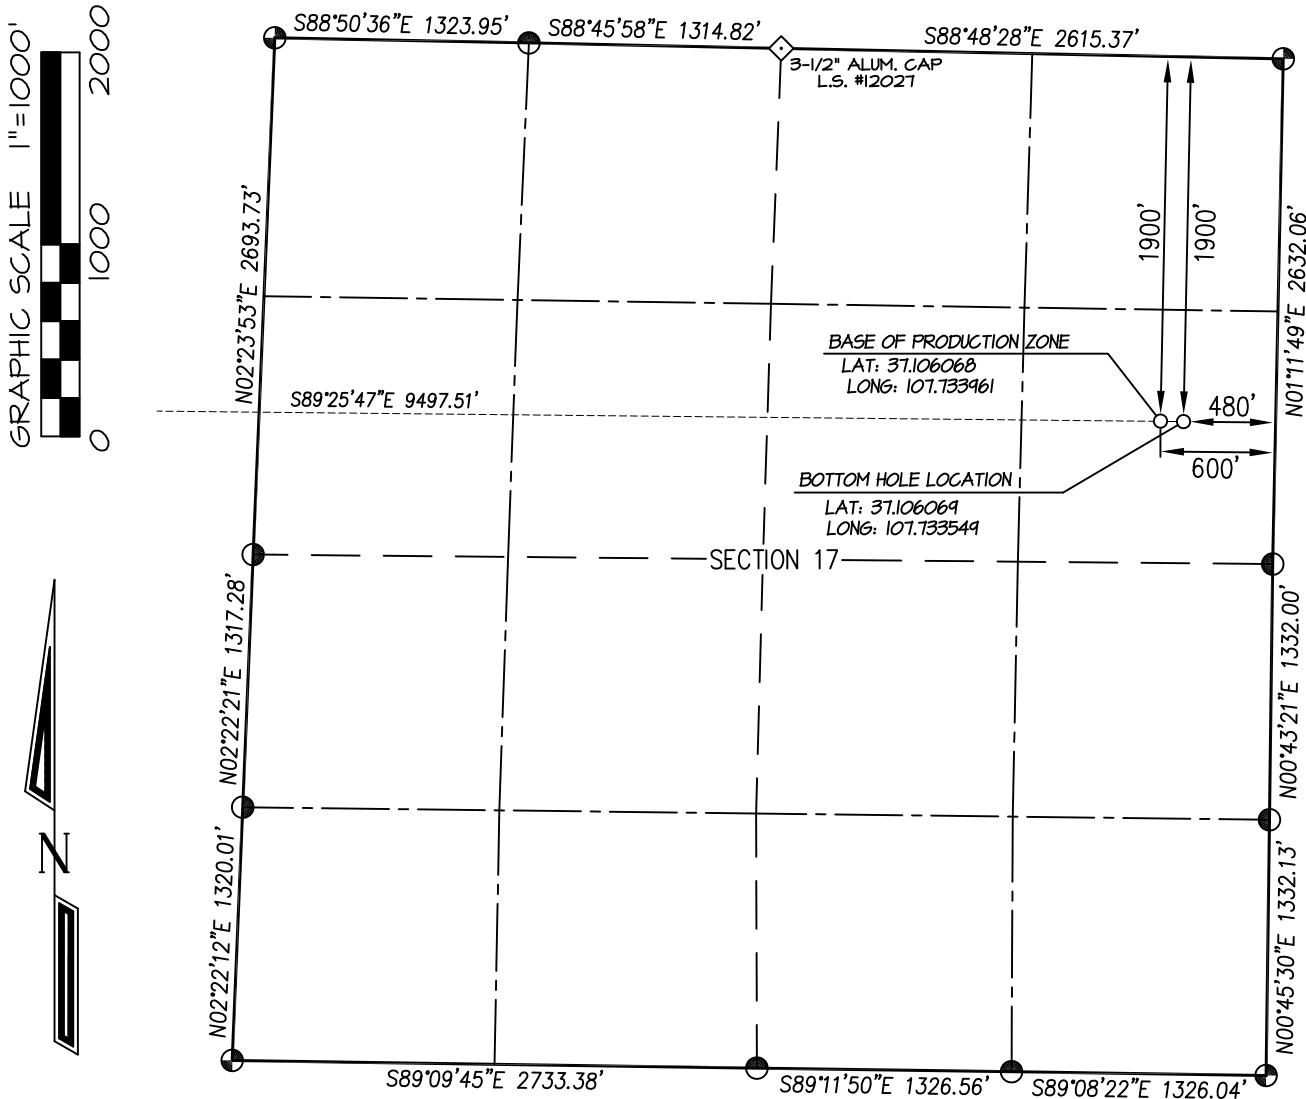 S88°50'36"E 1323.95'
S88°45'58"E 1314.82'
S88°48'28"E 2615.37'
3-1/2" ALUM. CAP
L.S. #12027
GRAPHIC SCALE 1"=1000'
2000
1000
0
N02°23'53"E 2693.73'
1900'
1900'
N01°11'49"E 2632.06'
BASE OF PRODUCTION ZONE
LAT: 37.106068
LONG: 107.733961
S89°25'47"E 9497.51'
480'
600'
BOTTOM HOLE LOCATION
LAT: 37.106069
LONG: 107.733549
SECTION 17
N02°22'21"E 1317.28'
N00°43'21"E 1332.00'
N
N02°22'12"E 1320.01'
N00°45'30"E 1332.13'
S89°09'45"E 2733.38'
S89°11'50"E 1326.56'
S89°08'22"E 1326.04'